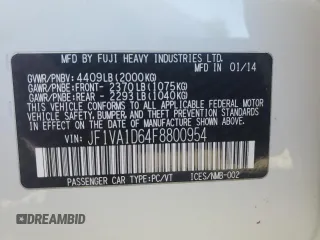 MFD. BY FUJI HEAVY INDUSTRIES LTD.
MFD. IN 01/14
GVWR/PNBV: 4409LB(2000KG)
GAWR/PNBE:FRONT- 2370LB(1075KG)
GAWR/PNBE:REAR - 2293LB(1040KG)
THIS VEHICLE CONFORMS TO ALL APPLICABLE FEDERAL MOTOR
VEHICLE SAFETY, BUMPER, AND THEFT PREVENTION STANDARDS
IN EFFECT ON THE DATE OF MANUFACTURE SHOWN ABOVE.
VIN: JF1VA1D64F8800954
PASSENGER CAR TYPE:PC/VT ICES/NMB-002
DREAMBID